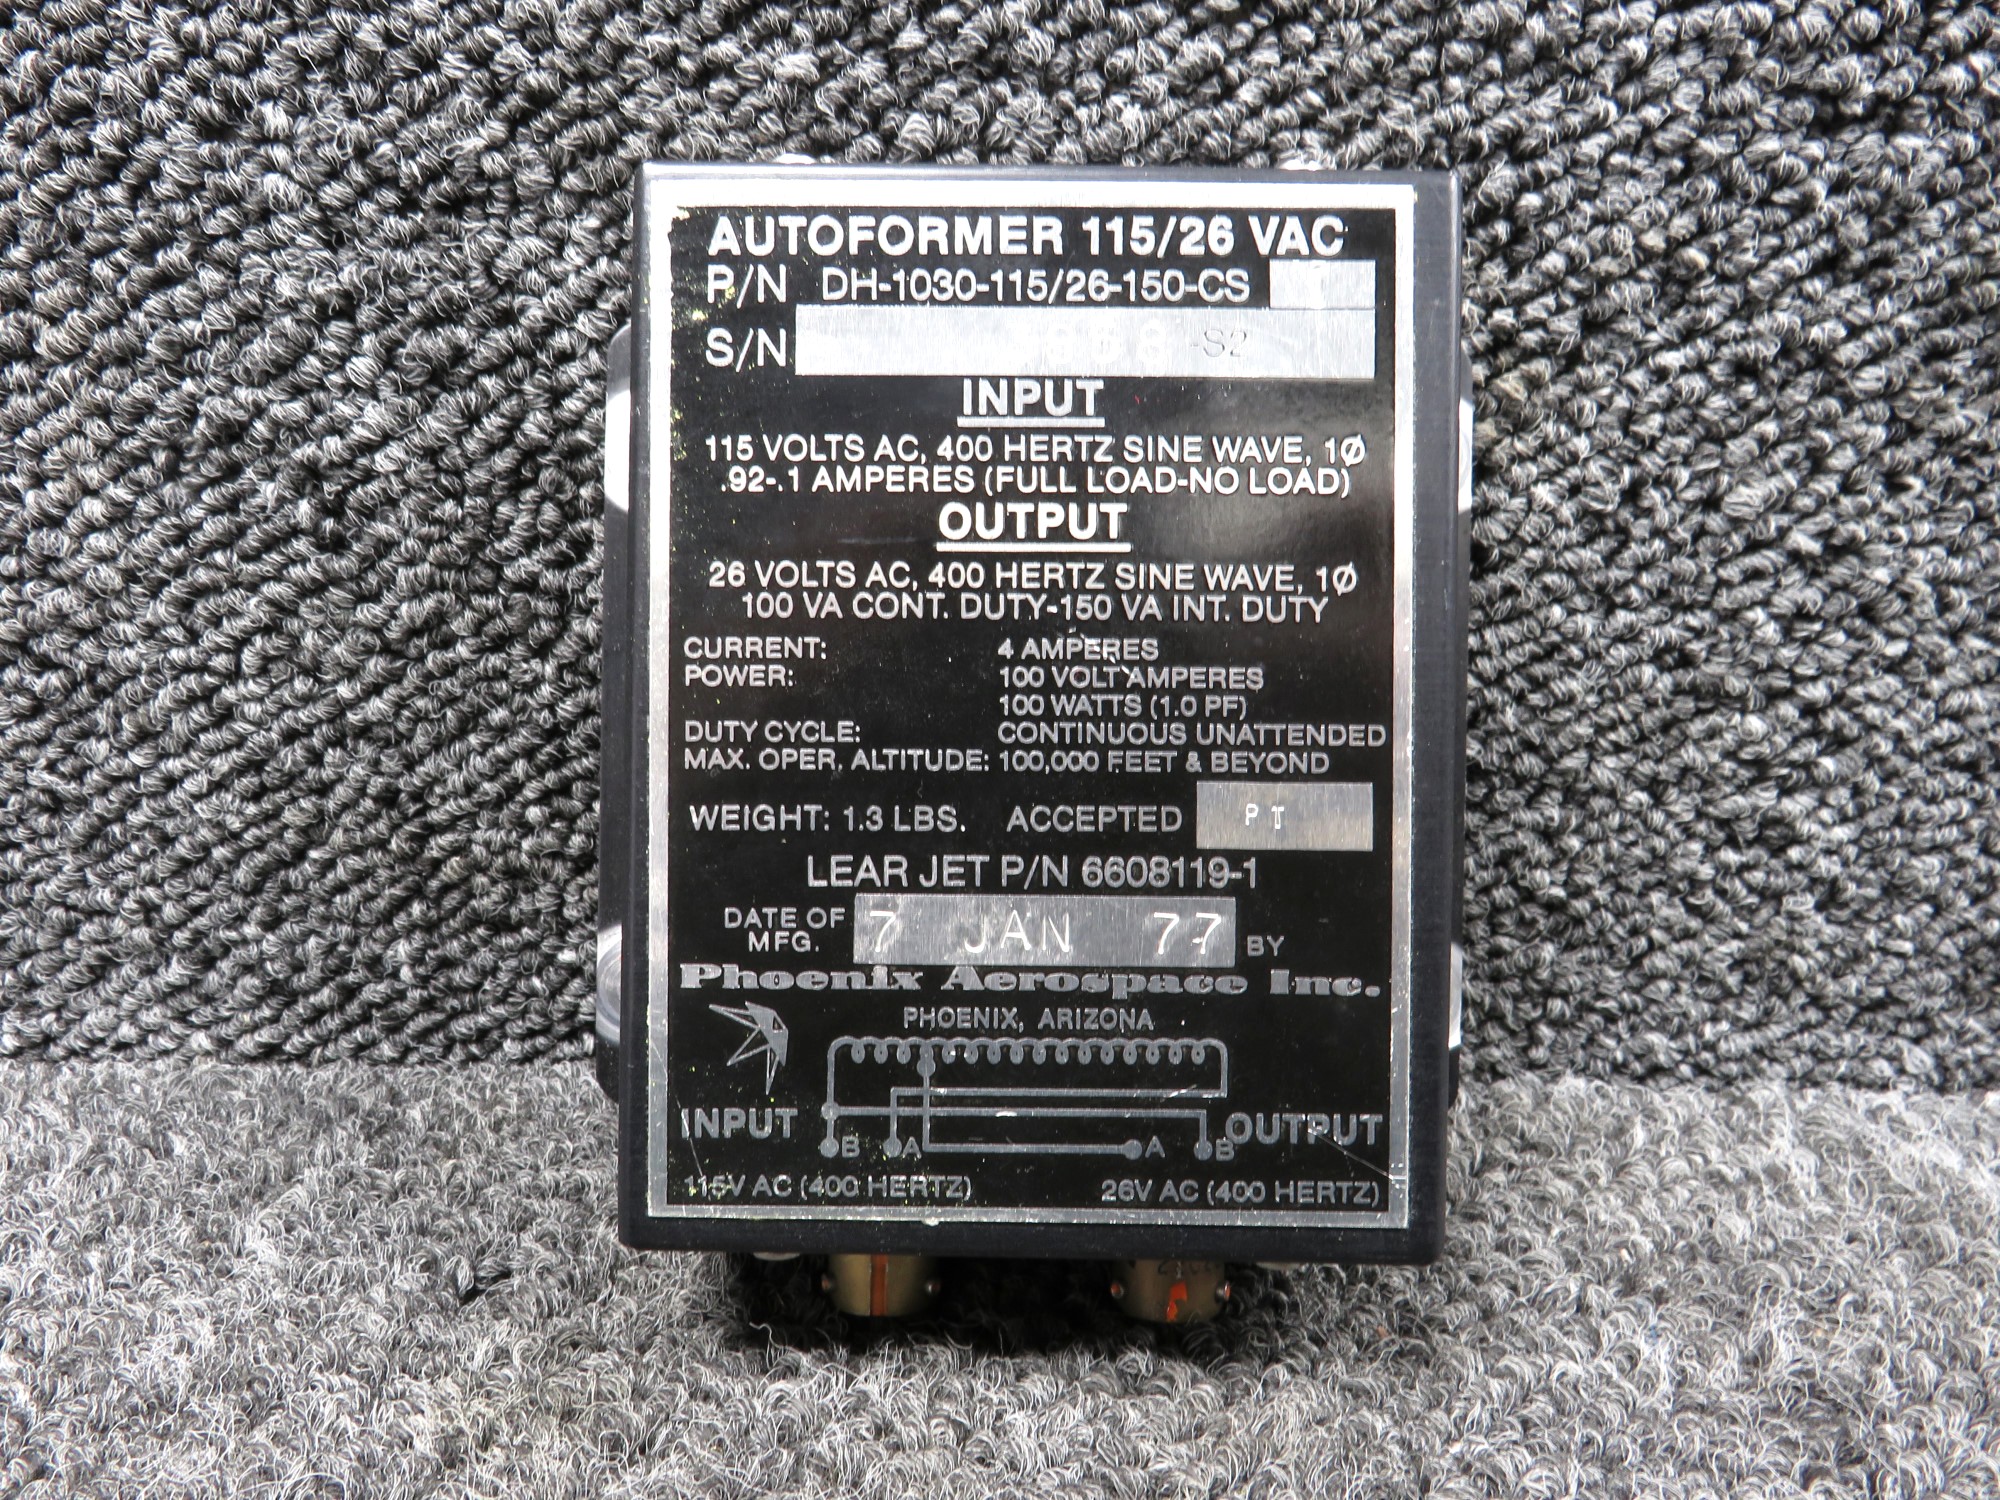 AUTOFORMER 115/26 VAC
P/N DH-1030-115/26-150-CS
S/N -S2
INPUT
115 VOLTS AC, 400 HERTZ SINE WAVE, 1Ø
.92-.1 AMPERES (FULL LOAD-NO LOAD)
OUTPUT
26 VOLTS AC, 400 HERTZ SINE WAVE, 1Ø
100 VA CONT. DUTY-150 VA INT. DUTY
CURRENT: 4 AMPERES
POWER: 100 VOLT AMPERES
100 WATTS (1.0 PF)
DUTY CYCLE: CONTINUOUS UNATTENDED
MAX. OPER. ALTITUDE: 100,000 FEET & BEYOND
WEIGHT: 1.3 LBS. ACCEPTED PT
LEAR JET P/N 6608119-1
DATE OF MFG. 7 JAN 77 BY
Phoenix Aerospace Inc.
PHOENIX, ARIZONA
INPUT B A A B OUTPUT
115V AC (400 HERTZ) 26V AC (400 HERTZ)